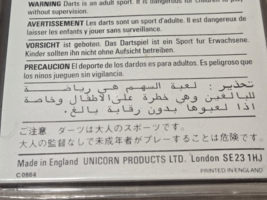 WARNING Darts is an adult sport. It is dangerous for children to play
without supervision.
AVERTISSEMENT Les darts sont un sport d'adulte. Il est dangereux de
laisser les enfants y jouer sans surveillance.
VORSICHT ist geboten. Das Dartspiel ist ein Sport fur Erwachsene.
Kinder sollten ihn nicht ohne Aufsicht betreiben.
PRECAUCION El deporte de los dardos es para adultos. Es peligroso que
los ninos jueguen sin vigilancia.
تحذير: لعبة السهم هي رياضة
للبالغين وهي خطرة على الاطفال وخاصة
اذا لعبوها بدون رقابة بالغ.
ご注意 ダーツは大人のスポーツです。
大人の監督なしで未成年者がプレーすることは危険です。
Made in England UNICORN PRODUCTS LTD. London SE23 1HJ
C0864 PRINTED IN ENGLAND